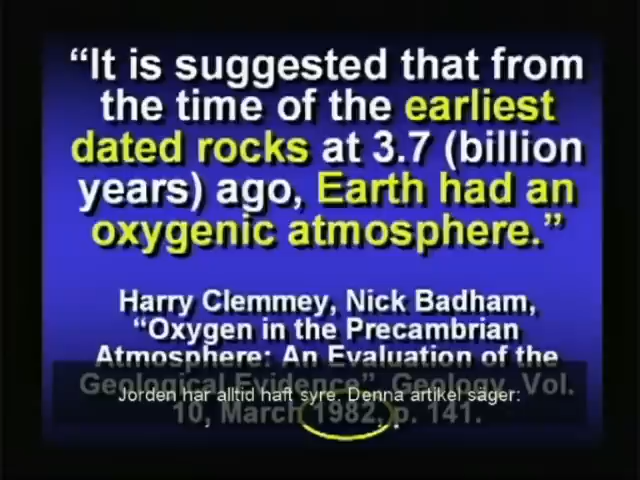 “It is suggested that from
the time of the earliest
dated rocks at 3.7 (billion
years) ago, Earth had an
oxygenic atmosphere.”
Harry Clemmey, Nick Badham,
“Oxygen in the Precambrian
Atmosphere: An Evaluation of the
Geological Evidence”, Geology, Vol.
Jorden har alltid haft syre. Denna artikel säger:
10, March 1982, p. 141.